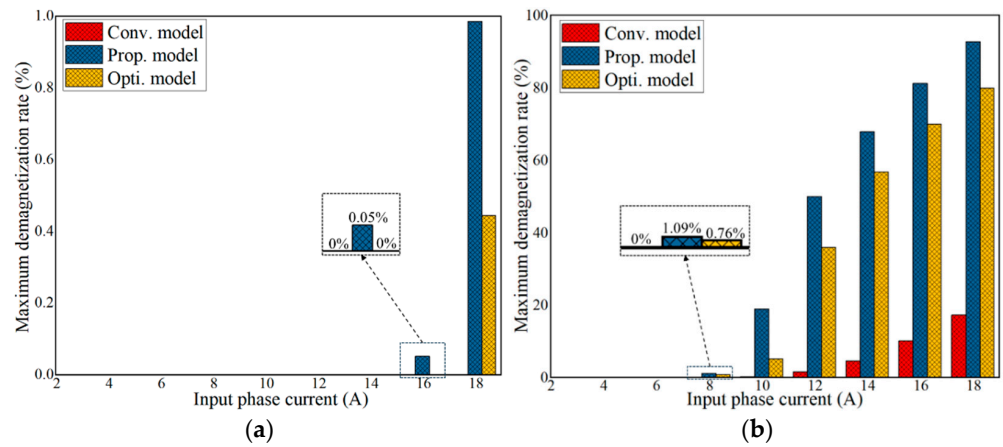 Maximum demagnetization rate (%)
1.0
0.8
0.6
0.4
0.2
0.0
Conv. model
Prop. model
Opti. model
0.05%
0% 0%
2 4 6 8 10 12 14 16 18
Input phase current (A)
(a)
Maximum demagnetization rate (%)
100
80
60
40
20
0
Conv. model
Prop. model
Opti. model
0% 1.09% 0.76%
2 4 6 8 10 12 14 16 18
Input phase current (A)
(b)